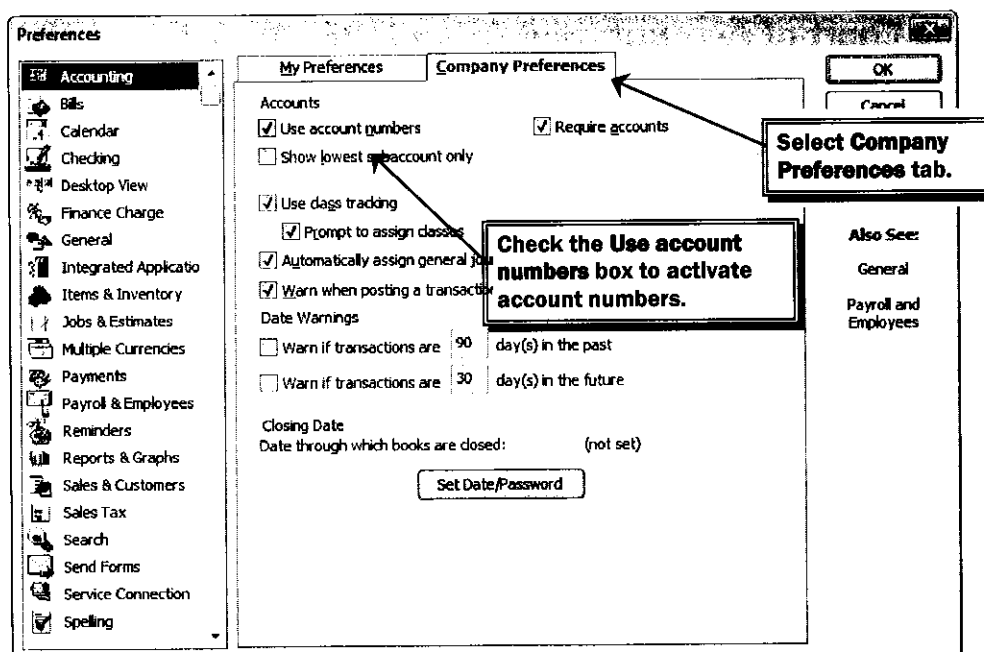 Preferences
Accounting
Bills
Calendar
Checking
Desktop View
Finance Charge
General
Integrated Applicatio
Items & Inventory
Jobs & Estimates
Multiple Currencies
Payments
Payroll & Employees
Reminders
Reports & Graphs
Sales & Customers
Sales Tax
Search
Send Forms
Service Connection
Spelling
My Preferences
Company Preferences
Accounts
Use account numbers
Require accounts
Show lowest subaccount only
Use class tracking
Prompt to assign classes
Automatically assign general jou
Warn when posting a transaction
Date Warnings
Warn if transactions are 90 day(s) in the past
Warn if transactions are 30 day(s) in the future
Closing Date
Date through which books are closed: (not set)
Set Date/Password
Check the Use account
numbers box to activate
account numbers.
OK
Cancel
Select Company
Preferences tab.
Also See:
General
Payroll and
Employees